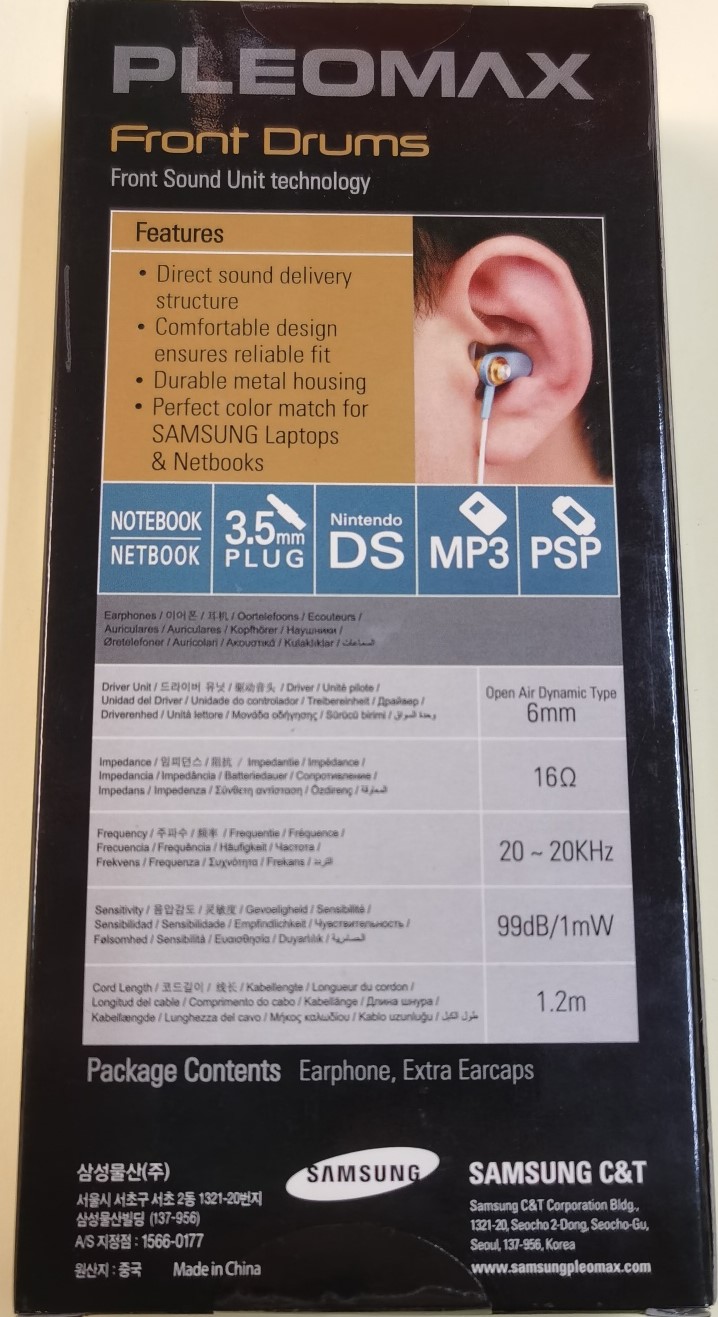 PLEOMAX
Front Drums
Front Sound Unit technology
Features
• Direct sound delivery
structure
• Comfortable design
ensures reliable fit
• Durable metal housing
• Perfect color match for
SAMSUNG Laptops
& Netbooks
NOTEBOOK
NETBOOK
3.5mm
PLUG
Nintendo
DS
MP3
PSP
Earphones / 이어폰 / 耳机 / Oortelefoons / Ecouteurs /
Auriculares / Auriculares / Kopfhörer / Наушники /
Øretelefoner / Auricolari / Ακουστικά / Kulaklıklar / السماعات
Driver Unit / 드라이버 유닛 / 驱动音头 / Driver / Unité pilote /
Unidad del Driver / Unidade do controlador / Treibereinheit / Драйвер /
Driverenhed / Unità lettore / Μονάδα οδήγησης / Sürücü birimi / وحدة السواق
Open Air Dynamic Type
6mm
Impedance / 임피던스 / 阻抗 / Impedantie / Impédance /
Impedancia / Impedância / Batteriedauer / Сопротивление /
Impedans / Impedenza / Σύνθετη αντίσταση / Özdirenç /
16Ω
Frequency / 주파수 / 频率 / Frequentie / Fréquence /
Frecuencia / Frequência / Häufigkeit / Частота /
Frekvens / Frequenza / Συχνότητα / Frekans /
20 ~ 20KHz
Sensitivity / 음압감도 / 灵敏度 / Gevoeligheid / Sensibilité /
Sensibilidad / Sensibilidade / Empfindlichkeit / Чувствительность /
Følsomhed / Sensibilità / Ευαισθησία / Duyarlılık /
99dB/1mW
Cord Length / 코드길이 / 线长 / Kabellengte / Longueur du cordon /
Longitud del cable / Comprimento do cabo / Kabellänge / Длина шнура /
Kabellængde / Lunghezza del cavo / Μήκος καλωδίου / Kablo uzunluğu / طول الكبل
1.2m
Package Contents Earphone, Extra Earcaps
삼성물산(주)
서울시 서초구 서초 2동 1321-20번지
삼성물산빌딩 (137-956)
A/S 지정점 : 1566-0177
원산지 : 중국 Made in China
SAMSUNG
SAMSUNG C&T
Samsung C&T Corporation Bldg.,
1321-20, Seocho 2-Dong, Seocho-Gu,
Seoul, 137-956, Korea
www.samsungpleomax.com